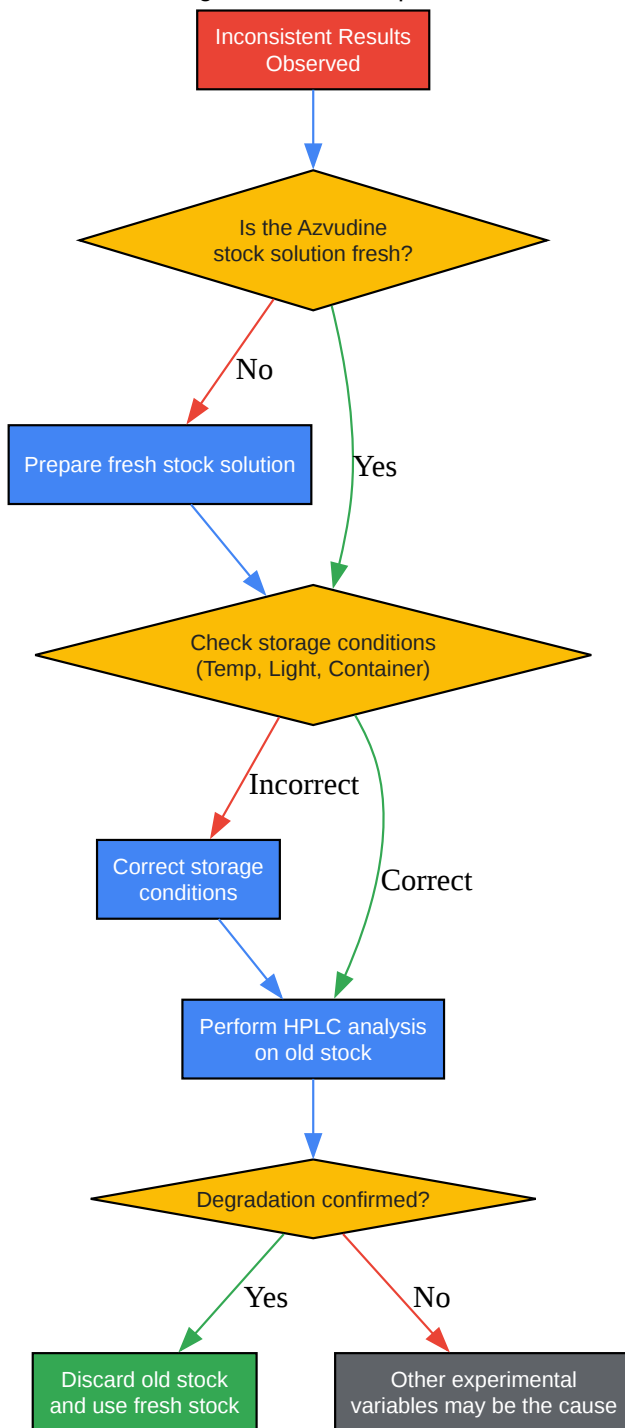 Inconsistent Results
Observed
Is the Azvudine
stock solution fresh?
No
Prepare fresh stock solution
Yes
Check storage conditions
(Temp, Light, Container)
Incorrect
Correct storage
conditions
Correct
Perform HPLC analysis
on old stock
Degradation confirmed?
Yes
No
Discard old stock
and use fresh stock
Other experimental
variables may be the cause